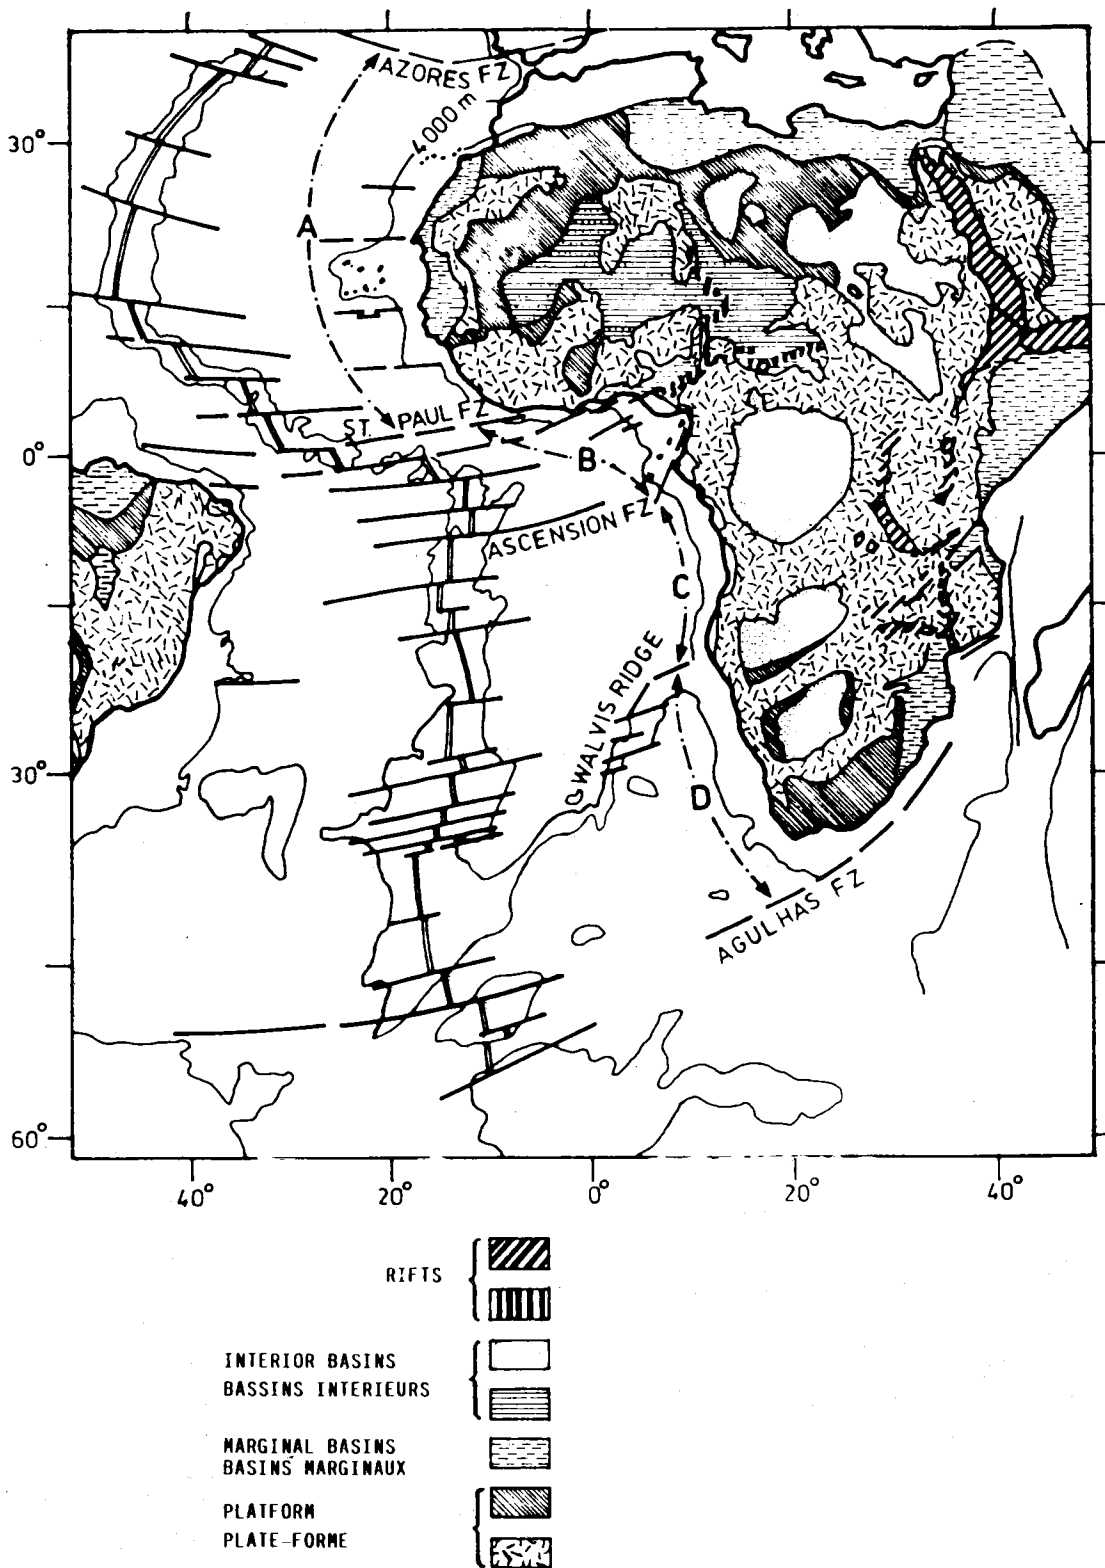 AZORES FZ
4000 m
30°
A
ST. PAUL FZ
0°
B
ASCENSION FZ
C
WALVIS RIDGE
30°
D
AGULHAS FZ
60°
40°
20°
0°
20°
40°
RIFTS
INTERIOR BASINS
BASSINS INTERIEURS
MARGINAL BASINS
BASINS MARGINAUX
PLATFORM
PLATE-FORME